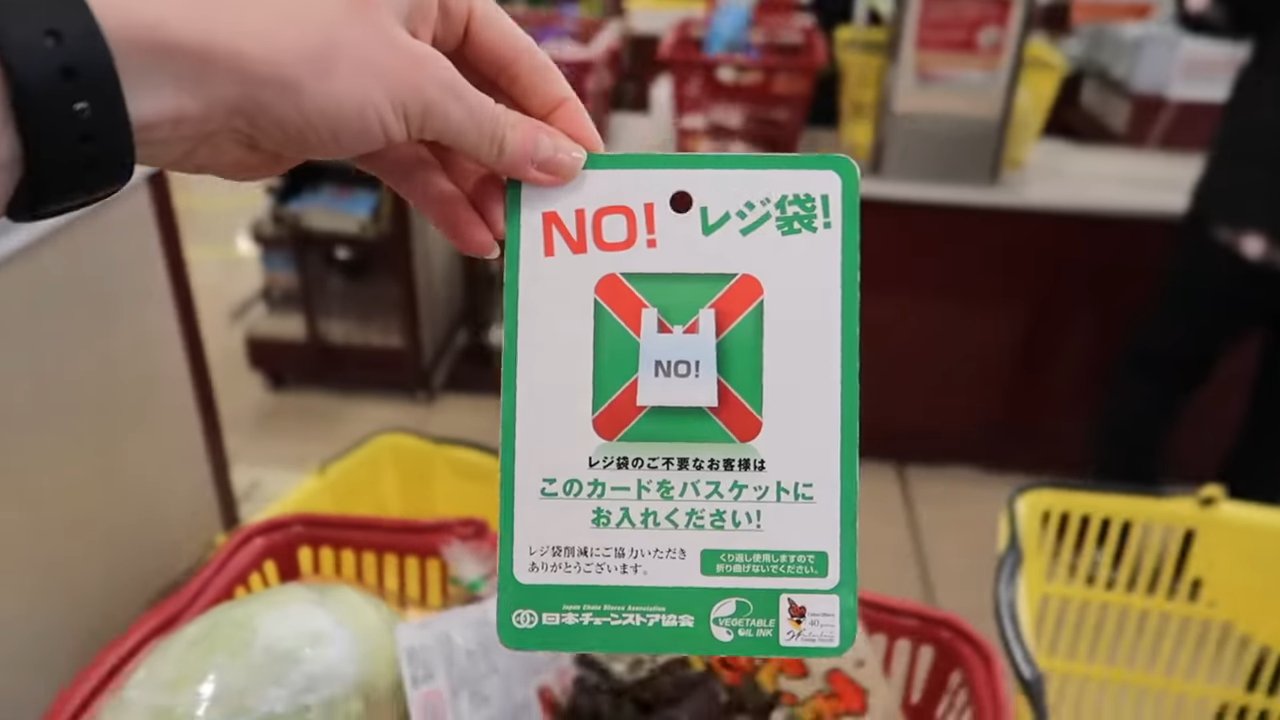 NO! レジ袋!
NO!
レジ袋のご不要なお客様は
このカードをバスケットに
お入れください!
レジ袋削減にご協力いただき
ありがとうございます。
くり返し使用しますので
折り曲げないでください。
Japan Chain Stores Association
日本チェーンストア協会
VEGETABLE
OIL INK
40